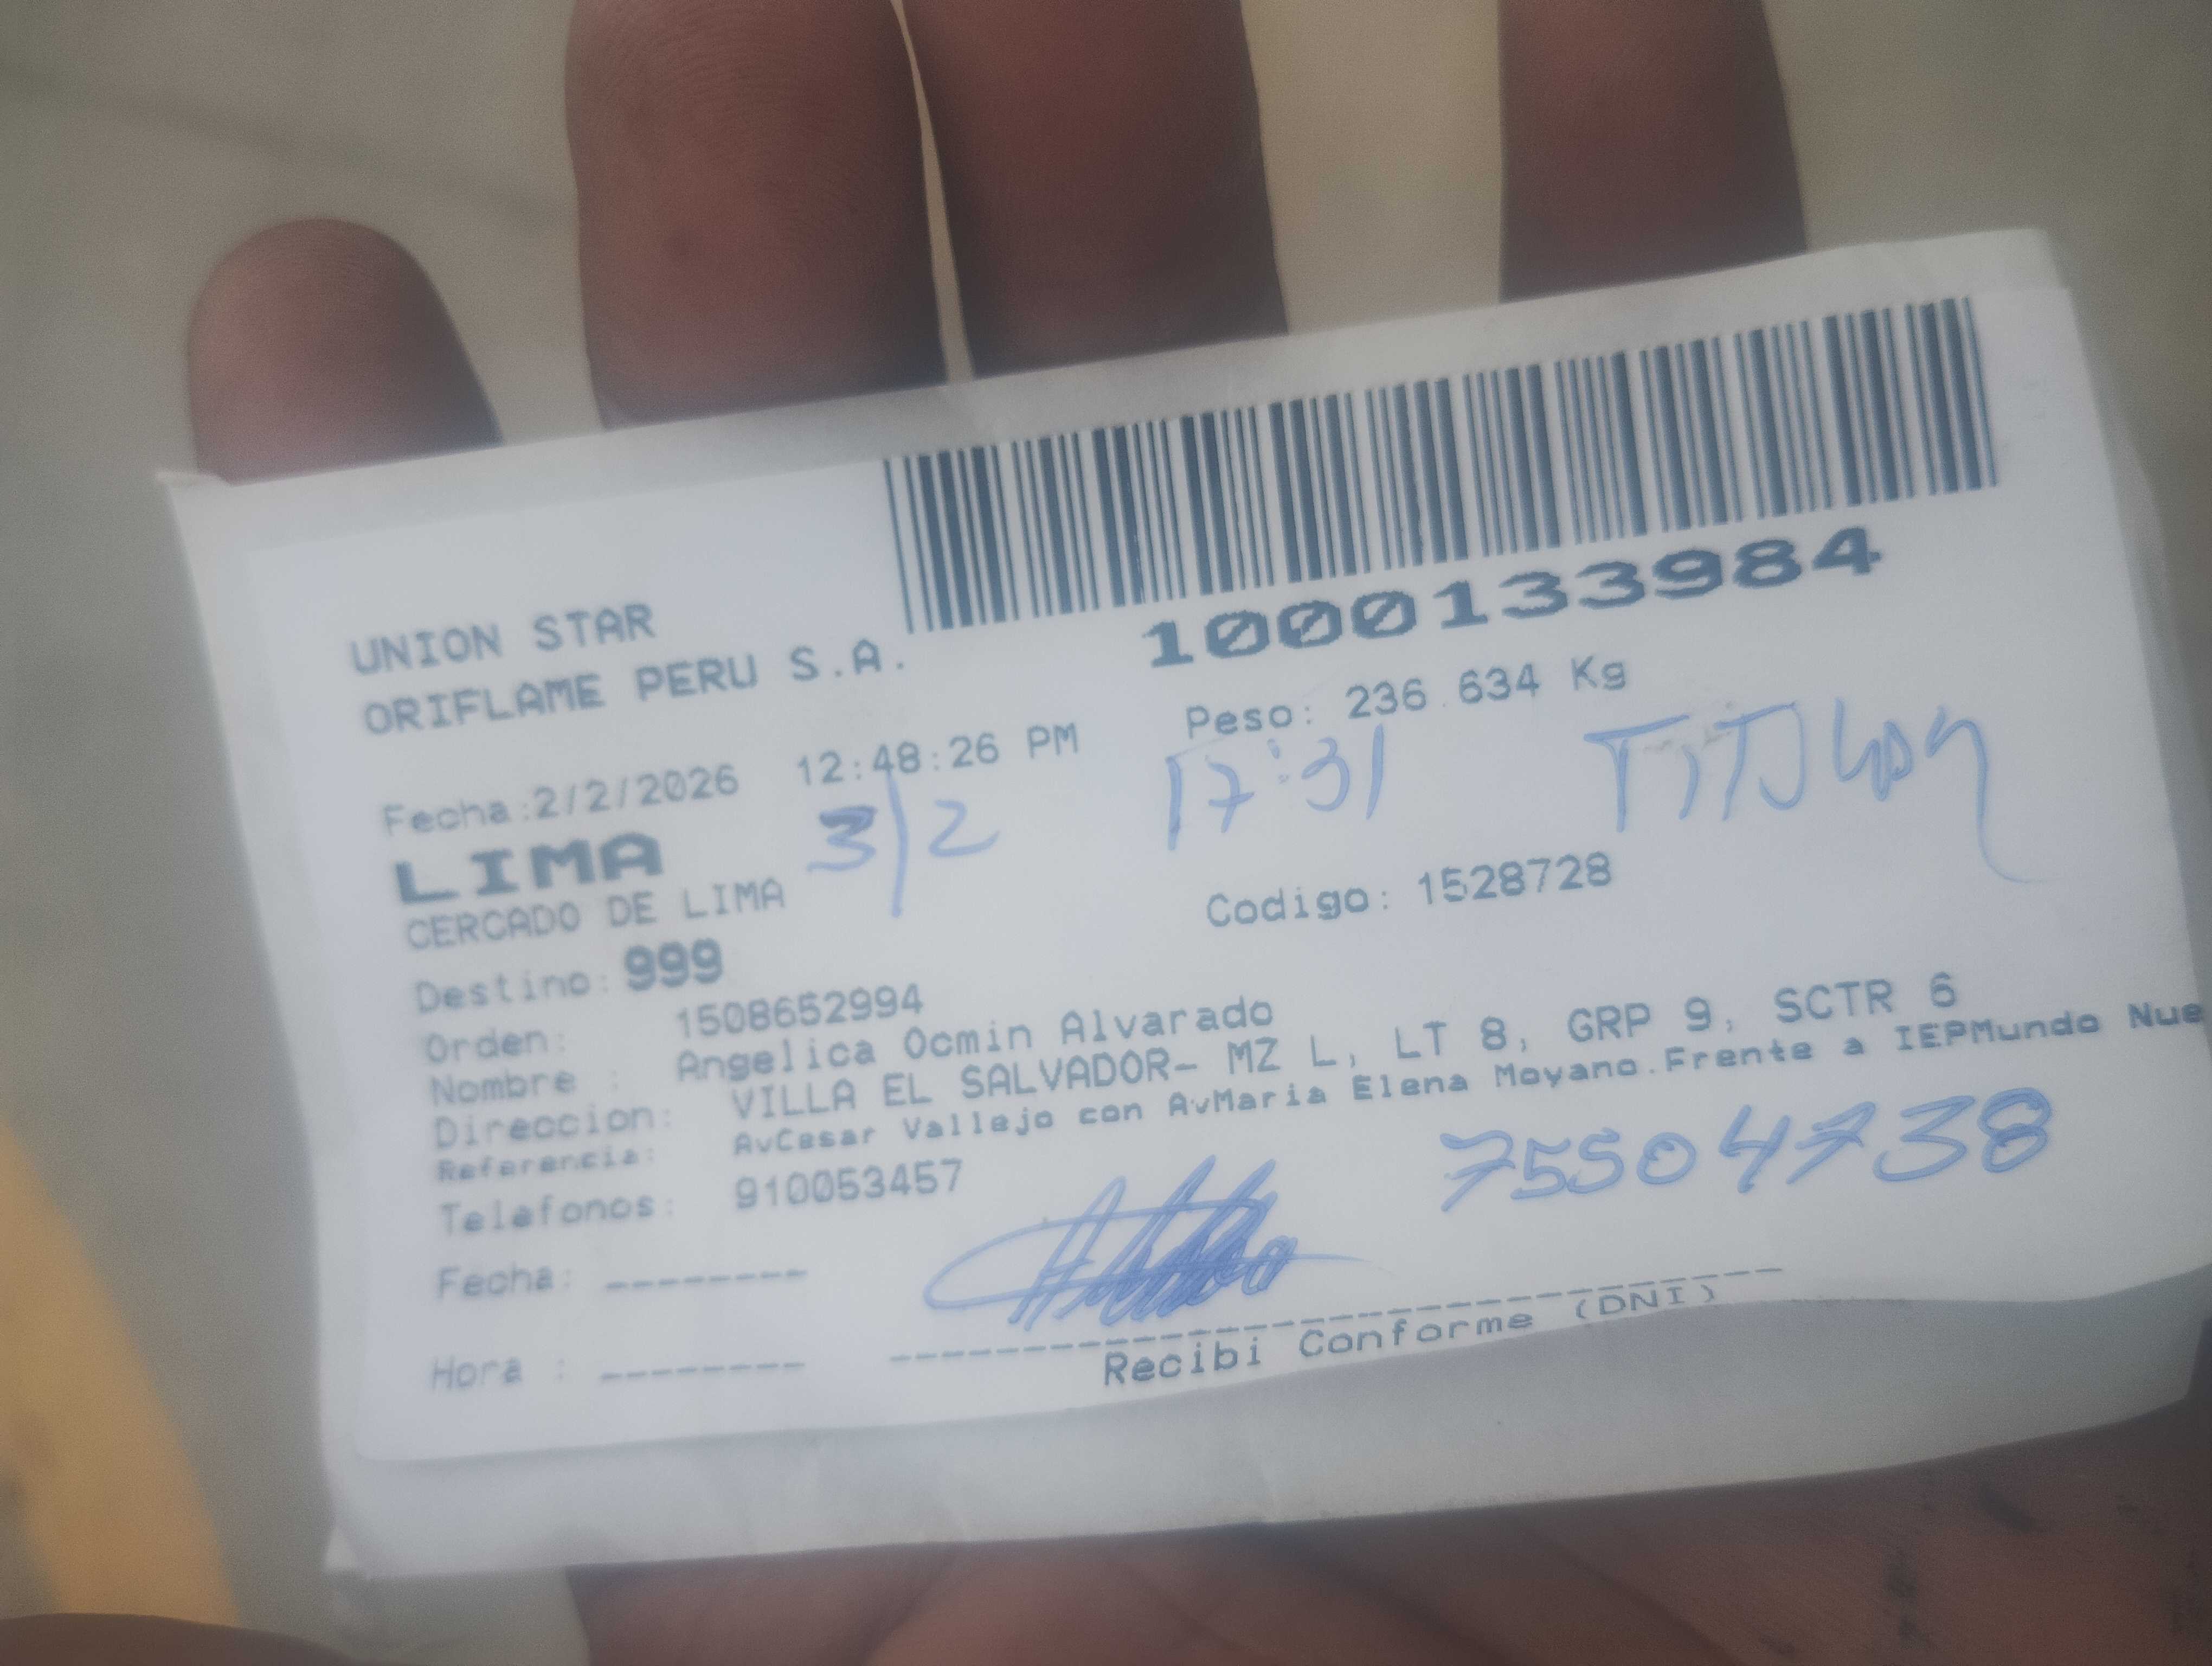 1000133984
UNION STAR
ORIFLAME PERU S.A.
Peso: 236.634 Kg
Fecha:2/2/2026 12:48:26 PM
3/2 17:31 TITULAR
LIMA
CERCADO DE LIMA
Codigo: 1528728
Destino: 999
Orden: 1508652994
Nombre : Angelica Ocmin Alvarado
Direccion: VILLA EL SALVADOR- MZ L, LT 8, GRP 9, SCTR 6
Referencia: AvCesar Vallejo con AvMaria Elena Moyano.Frente a IEPMundo Nue
Telefonos: 910053457
75504738
Fecha: --------
Hora : --------
Recibi Conforme (DNI)